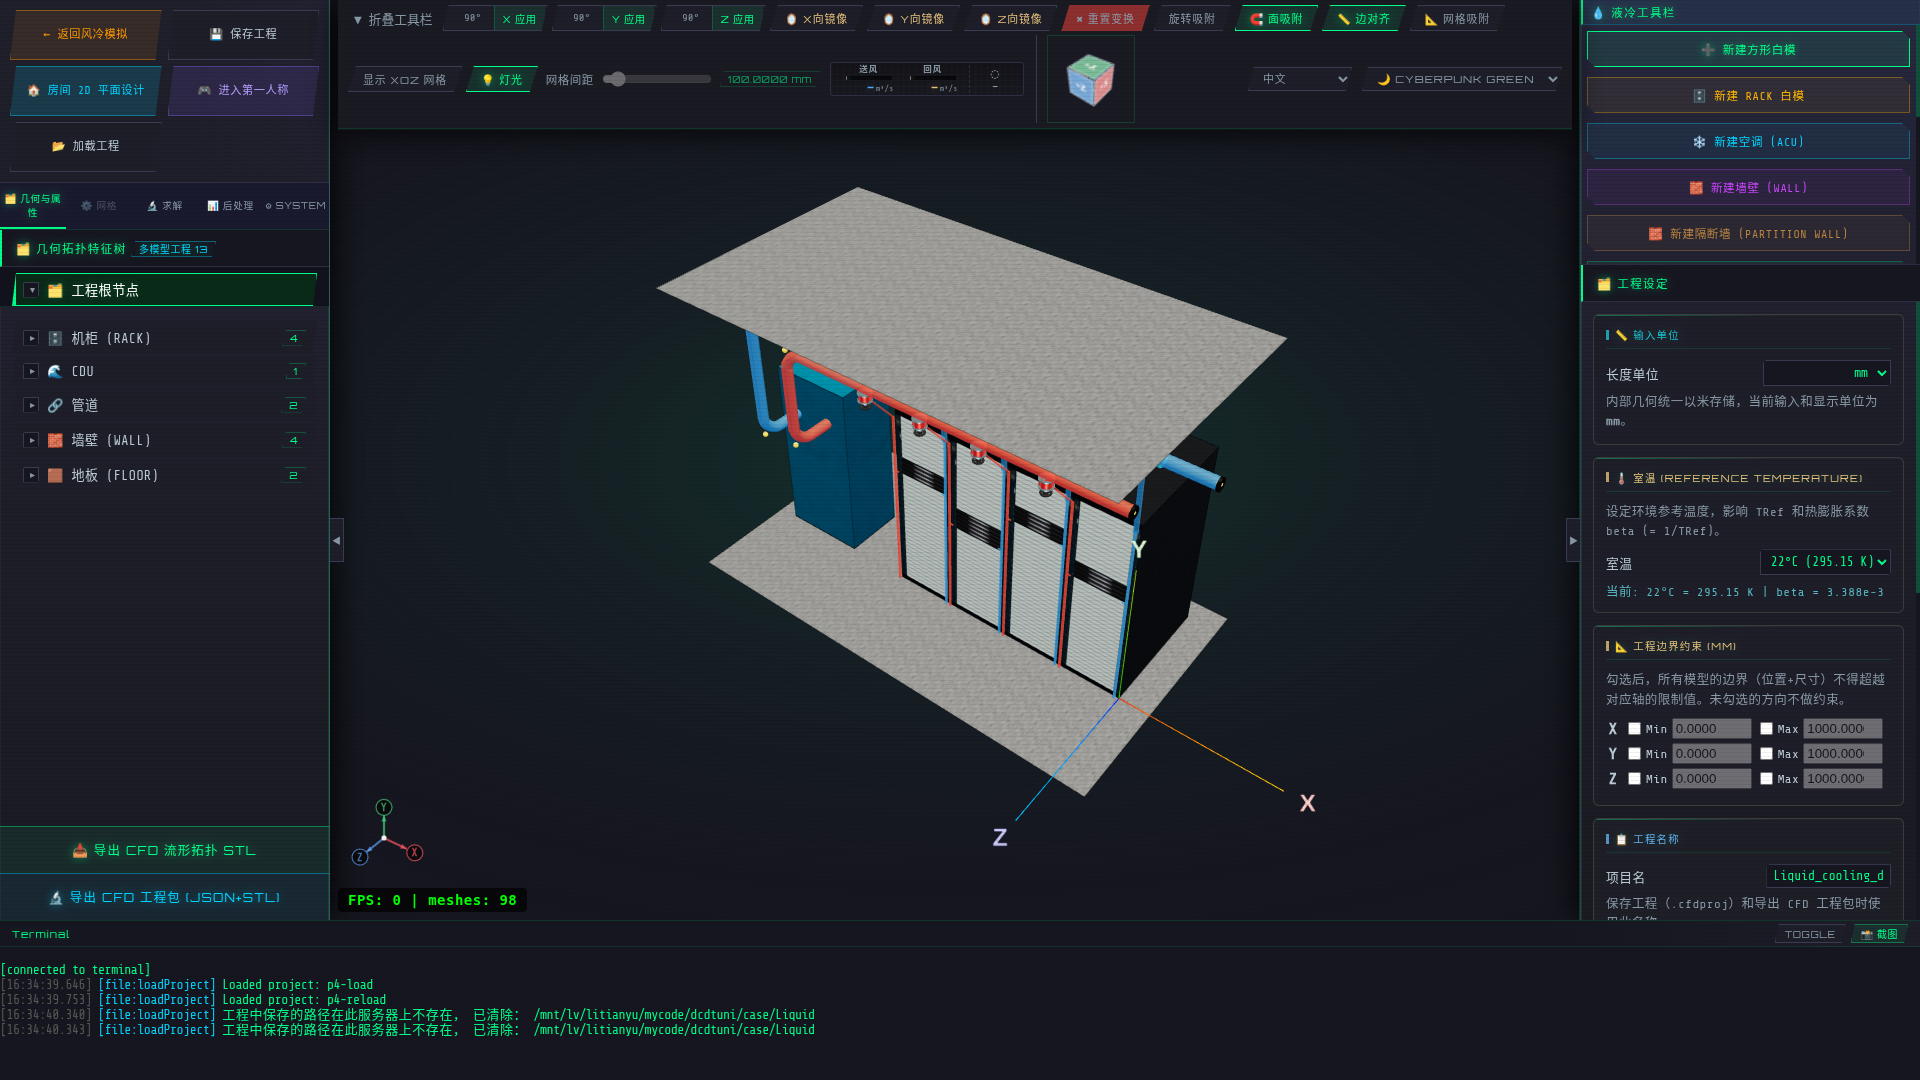 ← 返回风冷模拟
💾 保存工程
🏠 房间 2D 平面设计
🎮 进入第一人称
📂 加载工程
🗂️ 几何与属性
⚙️ 网格
🔬 求解
📊 后处理
⚙ SYSTEM
🗂️ 几何拓扑特征树 多模型工程 13
▼ 🗂️ 工程根节点
▶ 🗄️ 机柜 (RACK) 4
▶ 🌊 CDU 1
▶ 🔗 管道 2
▶ 🧱 墙壁 (WALL) 4
▶ 🟫 地板 (FLOOR) 2
📥 导出 CFD 流形拓扑 STL
🔬 导出 CFD 工程包 (JSON+STL)
▼ 折叠工具栏
90° X 应用
90° Y 应用
90° Z 应用
🪞 X向镜像
🪞 Y向镜像
🪞 Z向镜像
✖ 重置变换
旋转吸附
🧲 面吸附
📏 边对齐
📐 网格吸附
显示 XOZ 网格
💡 灯光
网格间距
100.0000 mm
送风
回风
m³/s
m³/s
中文
🌙 CYBERPUNK GREEN
Y
X
Z
Y
Z
X
FPS: 0 | meshes: 98
💧 液冷工具栏
➕ 新建方形白模
🗄️ 新建 RACK 白模
❄️ 新建空调 (ACU)
🧱 新建墙壁 (WALL)
🧱 新建隔断墙 (PARTITION WALL)
🗂️ 工程设定
📏 输入单位
长度单位 mm
内部几何统一以米存储，当前输入和显示单位为
mm。
🌡️ 室温 (REFERENCE TEMPERATURE)
设定环境参考温度，影响 TRef 和热膨胀系数
beta (= 1/TRef)。
室温 22°C (295.15 K)
当前: 22°C = 295.15 K | beta = 3.388e-3
📐 工程边界约束 (MM)
勾选后，所有模型的边界（位置+尺寸）不得超越
对应轴的限制值。未勾选的方向不做约束。
X Min 0.0000 Max 1000.000
Y Min 0.0000 Max 1000.000
Z Min 0.0000 Max 1000.000
📋 工程名称
项目名 Liquid_cooling_d
保存工程（.cfdproj）和导出 CFD 工程包时使
用此名称
Terminal
TOGGLE
📸 截图
[connected to terminal]
[16:34:39.646] [file:loadProject] Loaded project: p4-load
[16:34:39.753] [file:loadProject] Loaded project: p4-reload
[16:34:40.340] [file:loadProject] 工程中保存的路径在此服务器上不存在， 已清除： /mnt/lv/litianyu/mycode/dcdtuni/case/Liquid
[16:34:40.343] [file:loadProject] 工程中保存的路径在此服务器上不存在， 已清除： /mnt/lv/litianyu/mycode/dcdtuni/case/Liquid